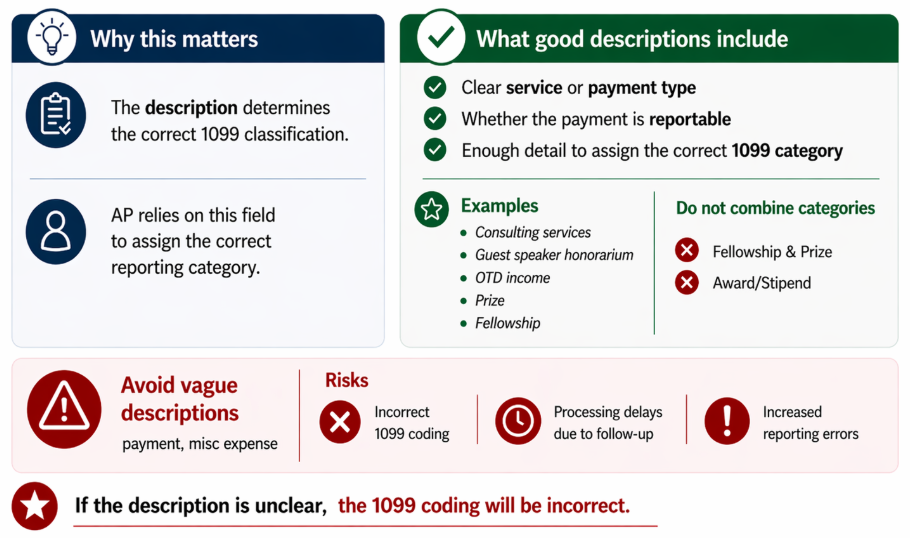 Why this matters
The description determines
the correct 1099 classification.
AP relies on this field
to assign the correct
reporting category.
What good descriptions include
Clear service or payment type
Whether the payment is reportable
Enough detail to assign the correct 1099 category
Examples
Consulting services
Guest speaker honorarium
OTD income
Prize
Fellowship
Do not combine categories
Fellowship & Prize
Award/Stipend
Avoid vague
descriptions
payment, misc expense
Risks
Incorrect
1099 coding
Processing delays
due to follow-up
Increased
reporting errors
If the description is unclear, the 1099 coding will be incorrect.